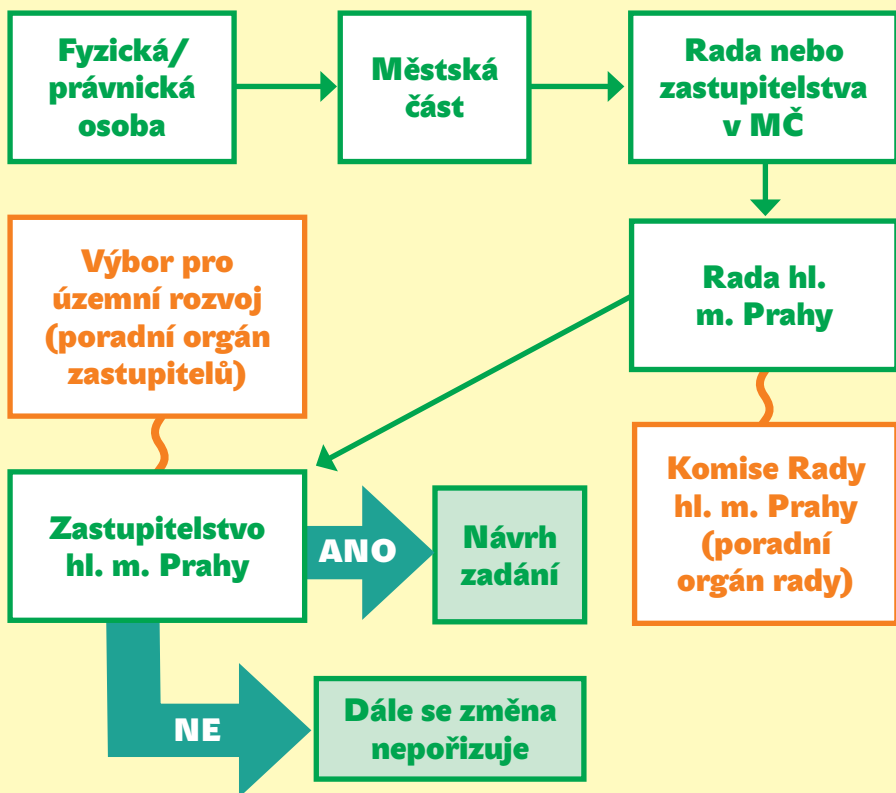 Fyzická/
právnická
osoba
Městská
část
Rada nebo
zastupitelstva
v MČ
Rada hl.
m. Prahy
Komise Rady
hl. m. Prahy
(poradní
orgán rady)
Výbor pro
územní rozvoj
(poradní orgán
zastupitelů)
Zastupitelstvo
hl. m. Prahy
ANO
Návrh
zadání
NE
Dále se změna
nepořizuje